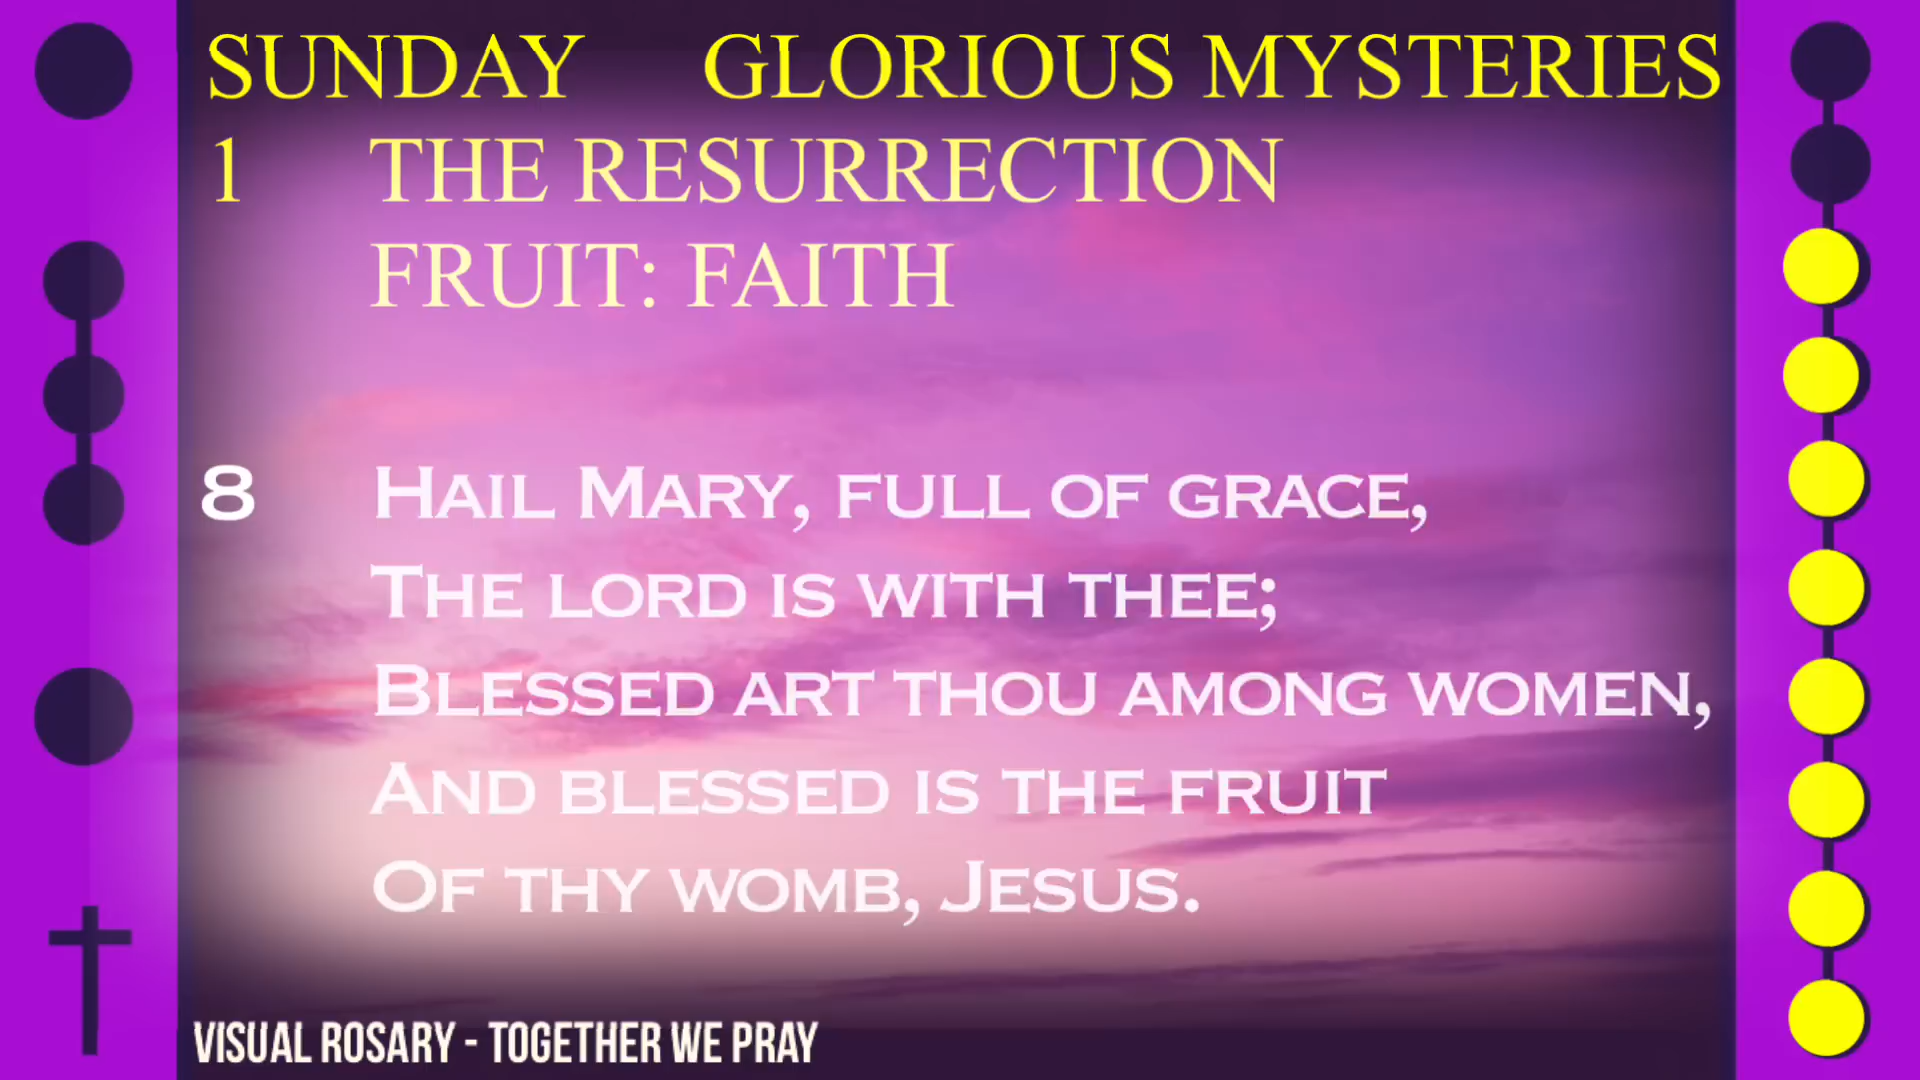 SUNDAY GLORIOUS MYSTERIES
1 THE RESURRECTION
FRUIT: FAITH
8 HAIL MARY, FULL OF GRACE,
THE LORD IS WITH THEE;
BLESSED ART THOU AMONG WOMEN,
AND BLESSED IS THE FRUIT
OF THY WOMB, JESUS.
VISUAL ROSARY - TOGETHER WE PRAY